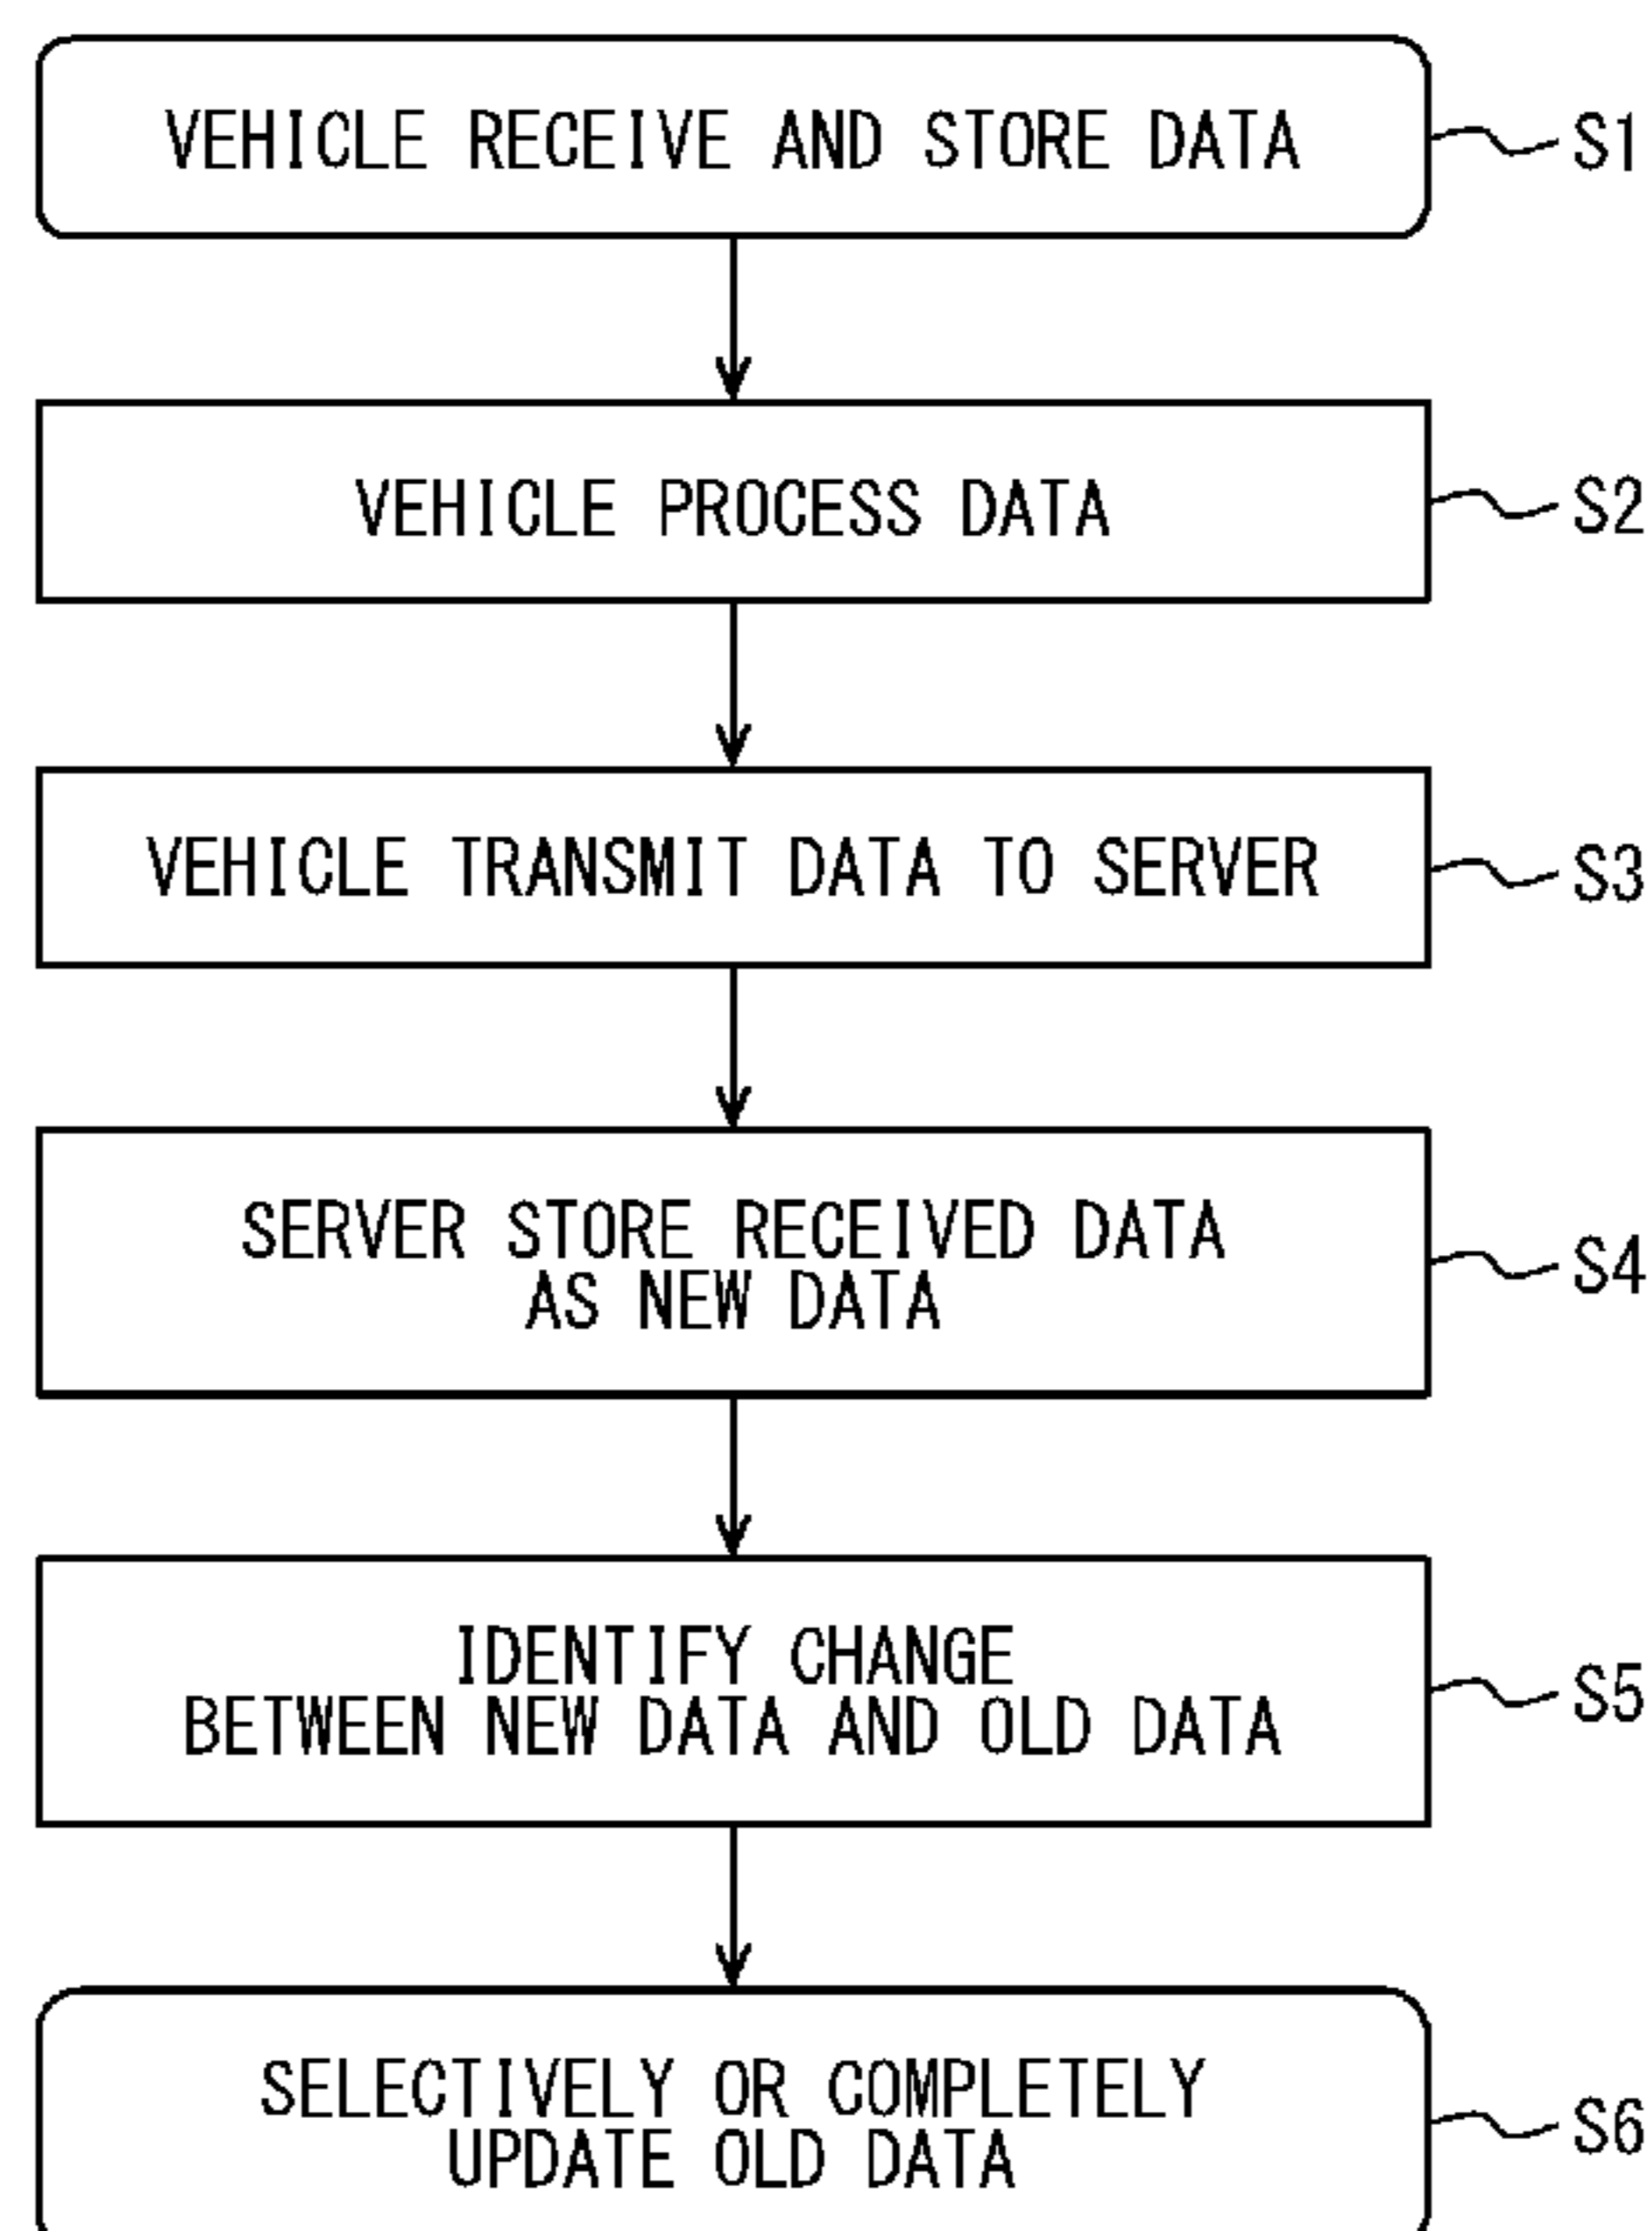 VEHICLE RECEIVE AND STORE DATA
S1
VEHICLE PROCESS DATA
S2
VEHICLE TRANSMIT DATA TO SERVER
S3
SERVER STORE RECEIVED DATA
AS NEW DATA
S4
IDENTIFY CHANGE
BETWEEN NEW DATA AND OLD DATA
S5
SELECTIVELY OR COMPLETELY
UPDATE OLD DATA
S6